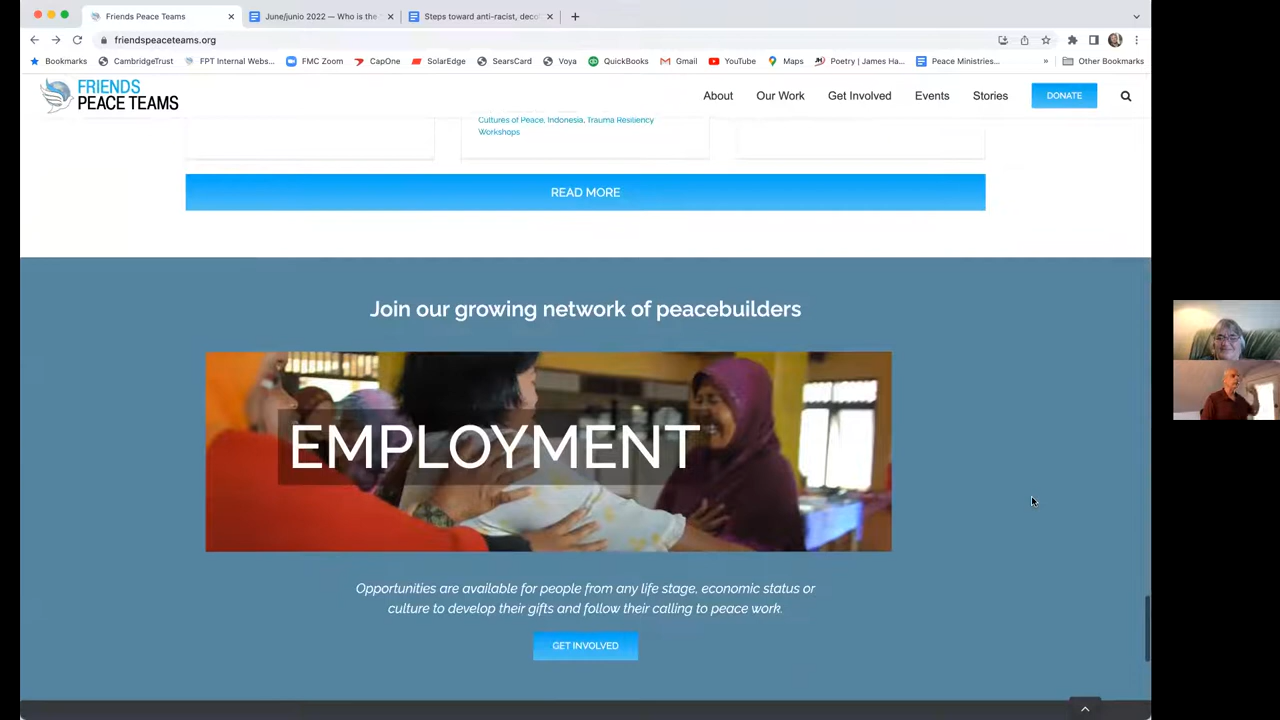 Friends Peace Teams
June/junio 2022 — Who is the
Steps toward anti-racist, deco
friendspeaceteams.org
Bookmarks
CambridgeTrust
FPT Internal Webs...
FMC Zoom
CapOne
SolarEdge
SearsCard
Voya
QuickBooks
Gmail
YouTube
Maps
Poetry | James Ha...
Peace Ministries...
»
Other Bookmarks
FRIENDS
PEACE TEAMS
About
Our Work
Get Involved
Events
Stories
DONATE
Cultures of Peace, Indonesia, Trauma Resiliency
Workshops
READ MORE
Join our growing network of peacebuilders
EMPLOYMENT
Opportunities are available for people from any life stage, economic status or
culture to develop their gifts and follow their calling to peace work.
GET INVOLVED